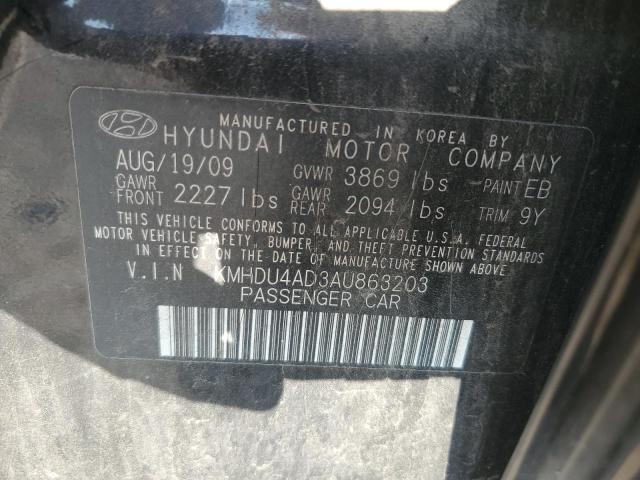 MANUFACTURED IN KOREA BY
HYUNDAI MOTOR COMPANY
AUG/19/09 GVWR 3869 lbs PAINT EB
GAWR FRONT 2227 lbs GAWR REAR 2094 lbs TRIM 9Y
THIS VEHICLE CONFORMS TO ALL APPLICABLE U.S.A. FEDERAL
MOTOR VEHICLE SAFETY, BUMPER, AND THEFT PREVENTION STANDARDS
IN EFFECT ON THE DATE OF MANUFACTURE SHOWN ABOVE.
V.I.N KMHDU4AD3AU863203
PASSENGER CAR